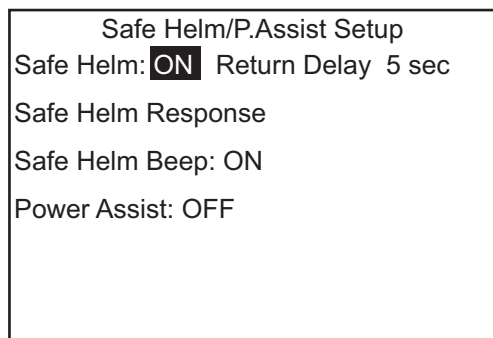 Safe Helm/P.Assist Setup
Safe Helm: ON Return Delay 5 sec
Safe Helm Response
Safe Helm Beep: ON
Power Assist: OFF